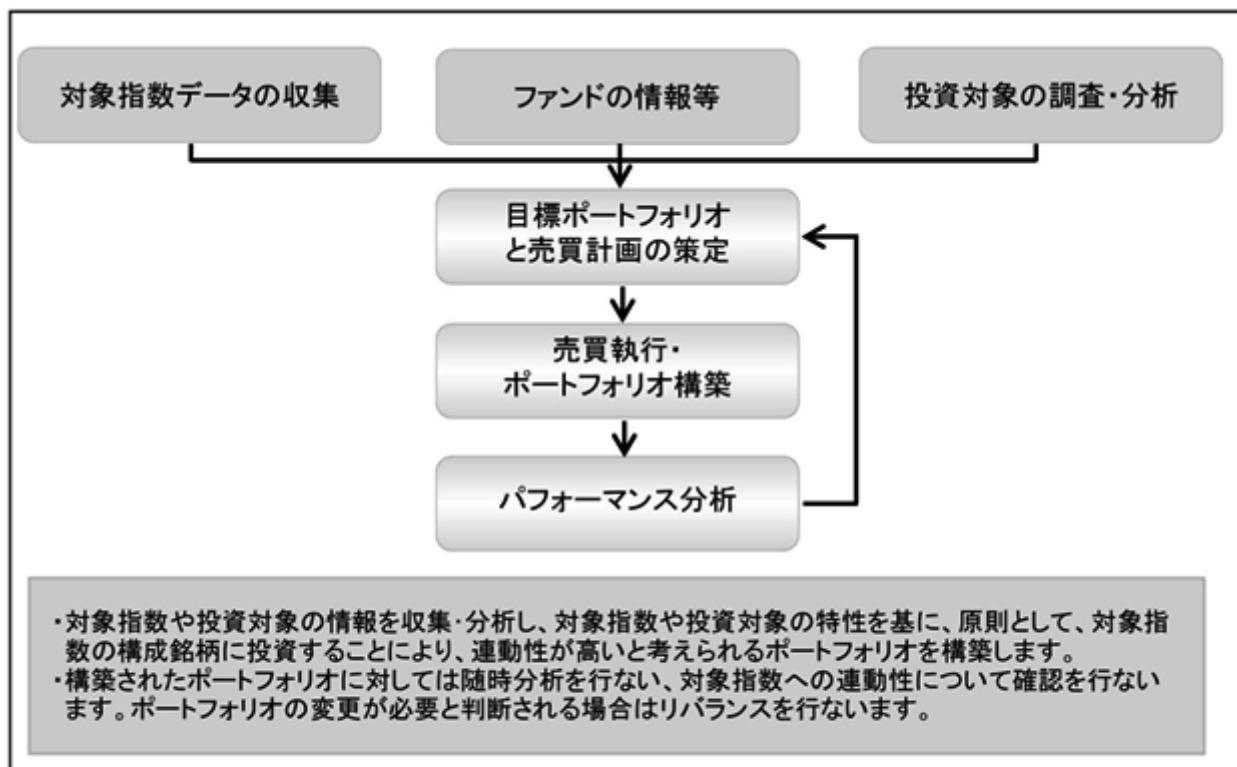 対象指数データの収集
ファンドの情報等
投資対象の調査・分析
目標ポートフォリオ
と売買計画の策定
売買執行・
ポートフォリオ構築
パフォーマンス分析
・対象指数や投資対象の情報を収集・分析し、対象指数や投資対象の特性を基に、原則として、対象指
数の構成銘柄に投資することにより、連動性が高いと考えられるポートフォリオを構築します。
・構築されたポートフォリオに対しては随時分析を行ない、対象指数への連動性について確認を行ない
ます。ポートフォリオの変更が必要と判断される場合はリバランスを行ないます。